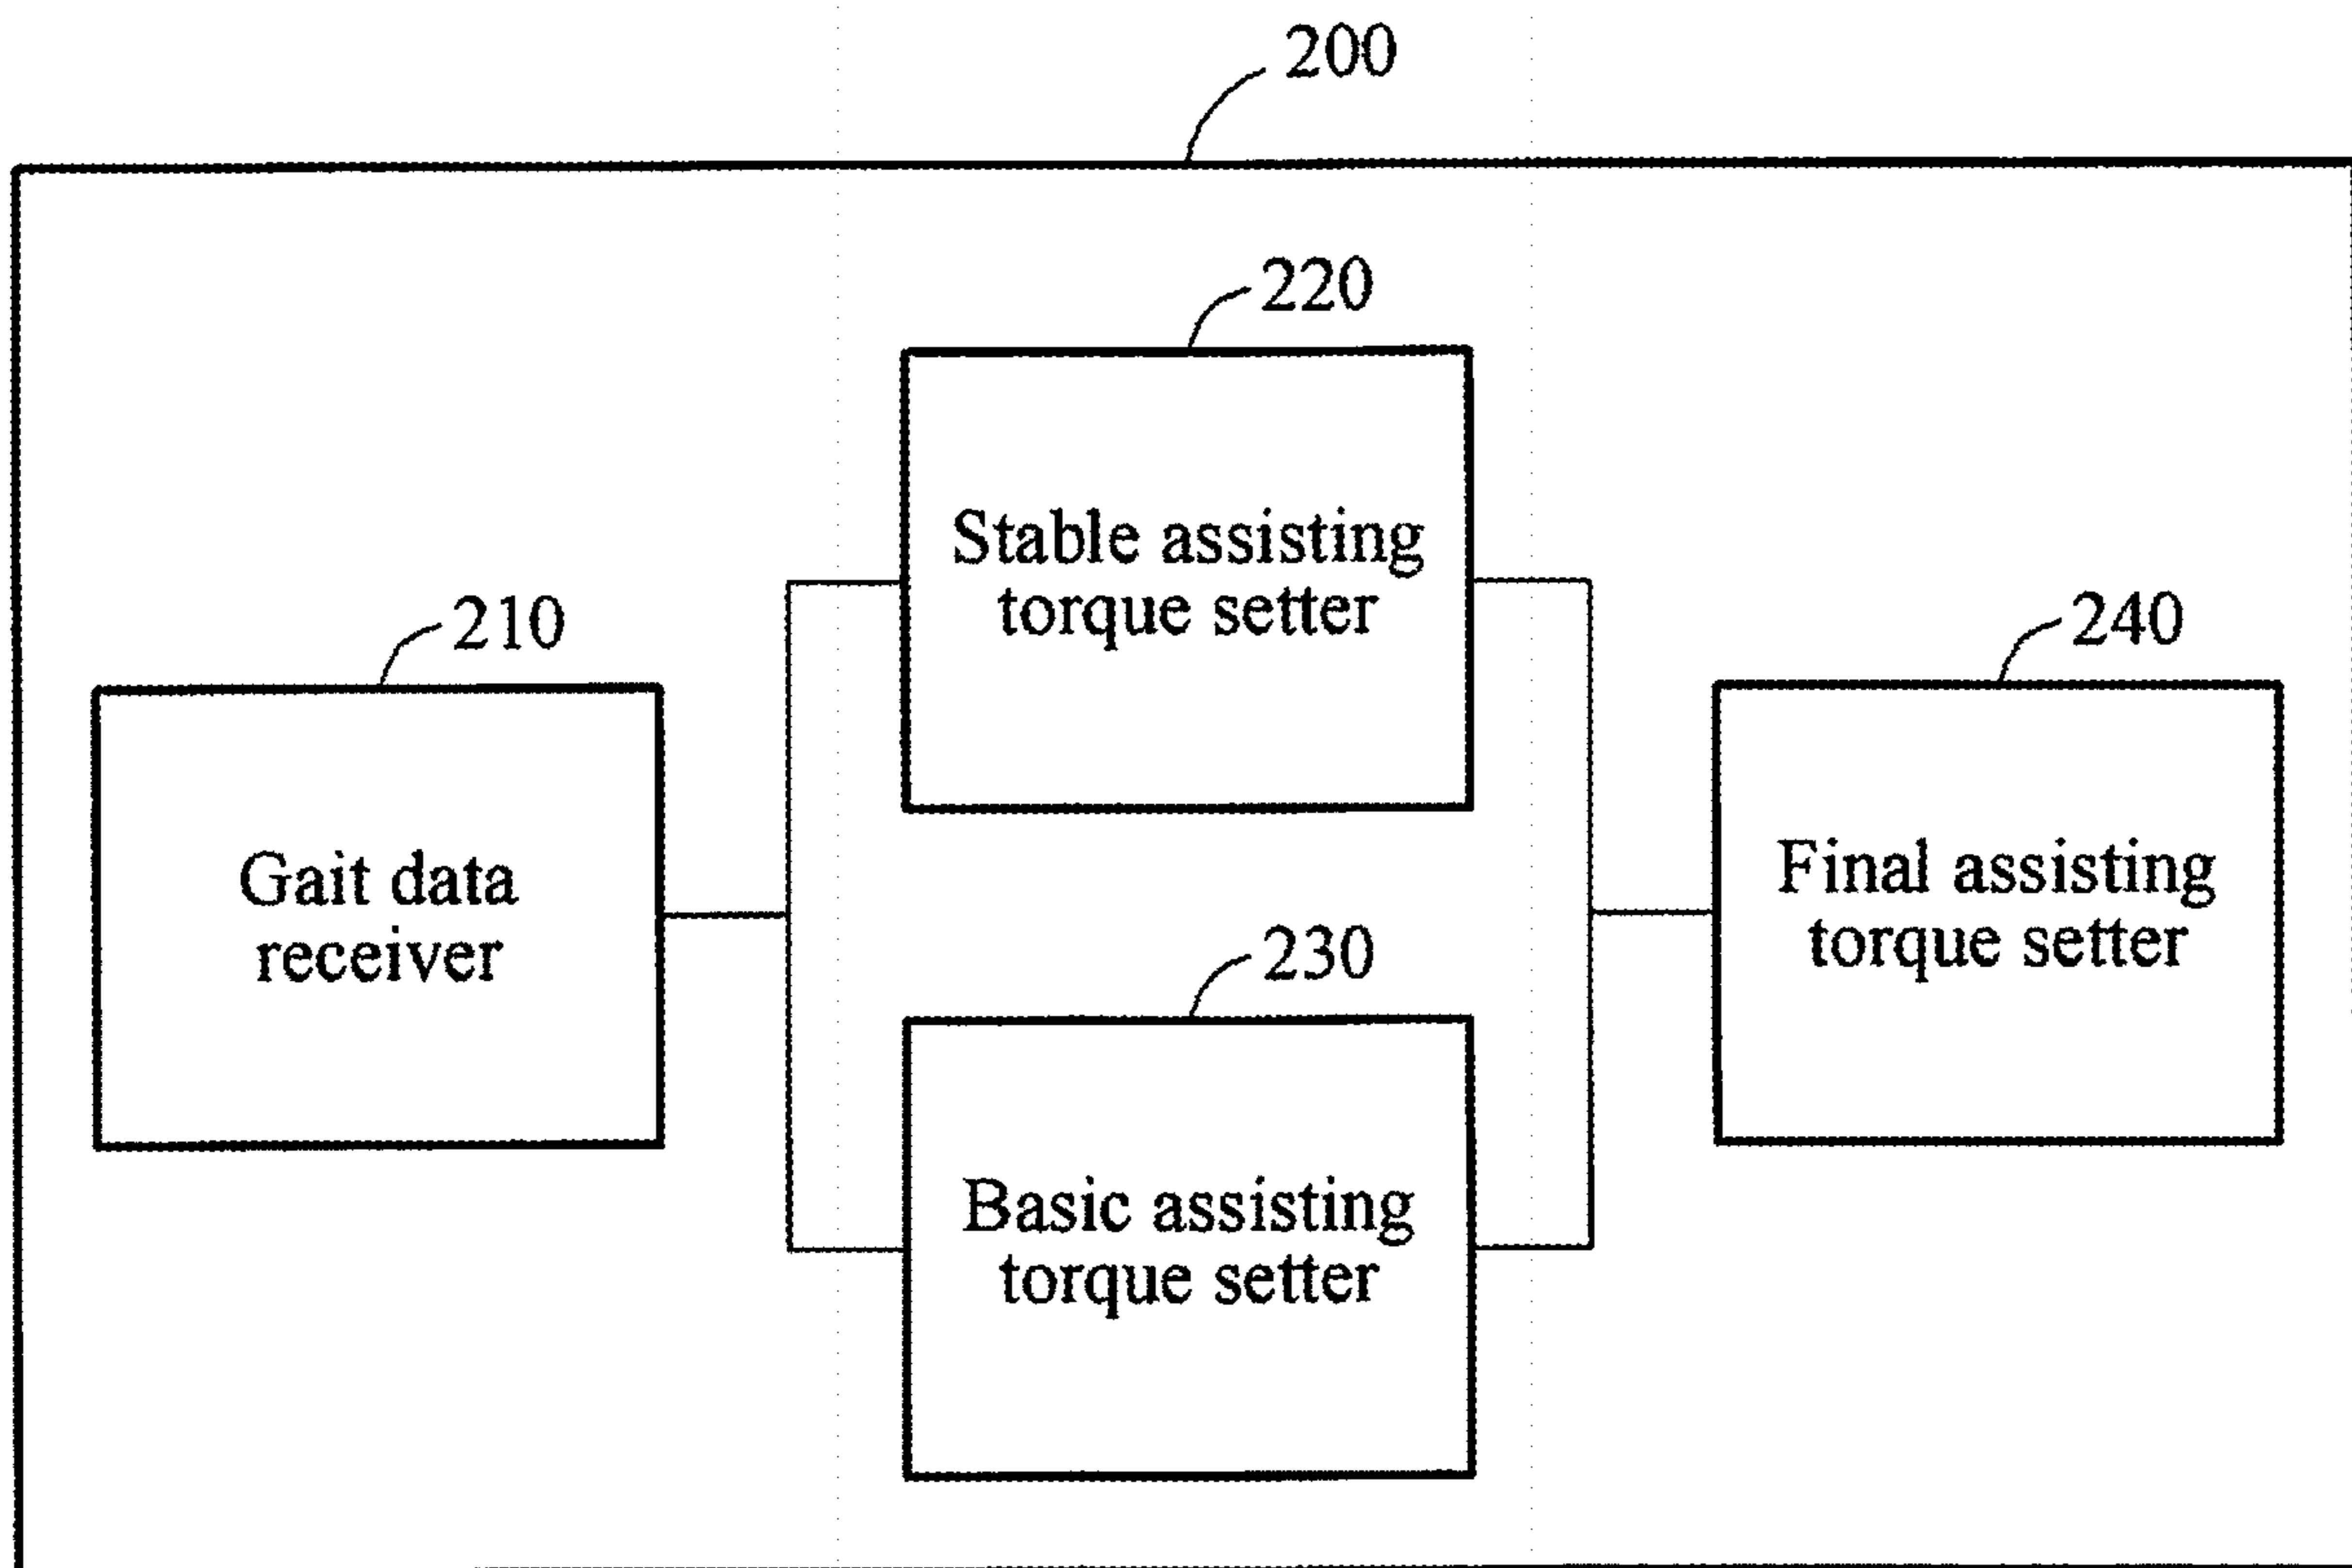 200
220
Stable assisting
torque setter
210
Gait data
receiver
240
Final assisting
torque setter
230
Basic assisting
torque setter